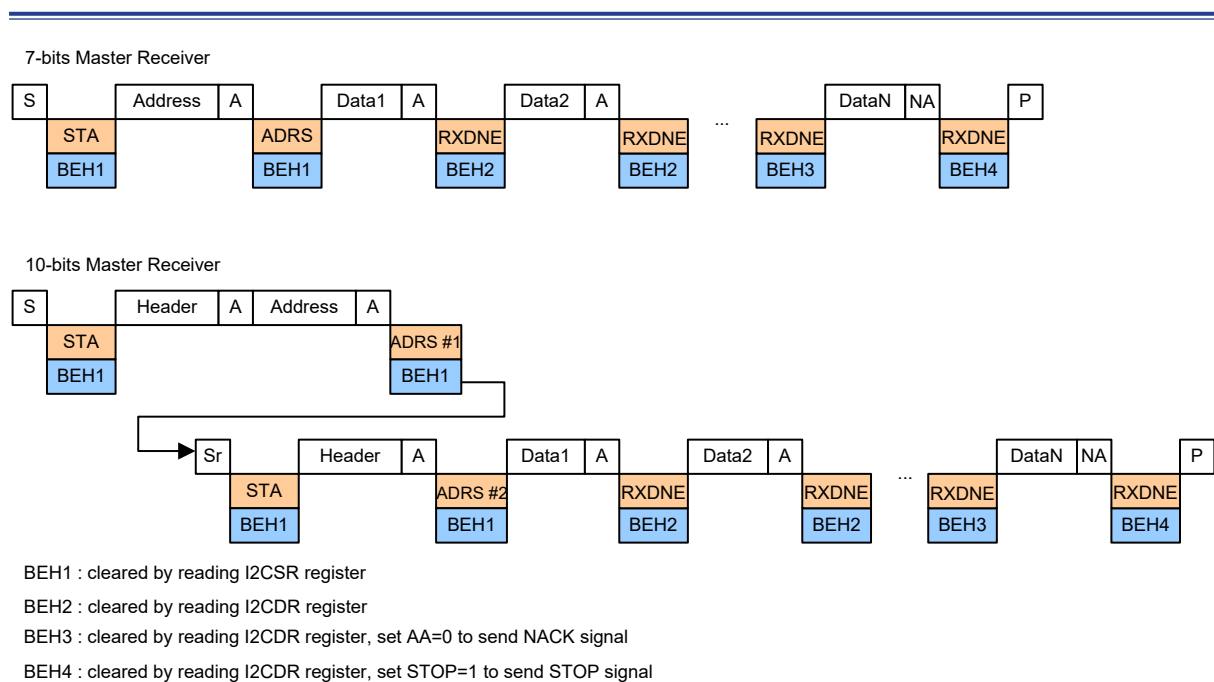 7-bits Master Receiver
S Address A Data1 A Data2 A DataN NA P
...
STA ADRS RXDNE RXDNE RXDNE RXDNE
BEH1 BEH1 BEH2 BEH2 BEH3 BEH4
10-bits Master Receiver
S Header A Address A
STA ADRS #1
BEH1 BEH1
Sr Header A Data1 A Data2 A DataN NA P
...
STA ADRS #2 RXDNE RXDNE RXDNE RXDNE
BEH1 BEH1 BEH2 BEH2 BEH3 BEH4
BEH1 : cleared by reading I2CSR register
BEH2 : cleared by reading I2CDR register
BEH3 : cleared by reading I2CDR register, set AA=0 to send NACK signal
BEH4 : cleared by reading I2CDR register, set STOP=1 to send STOP signal